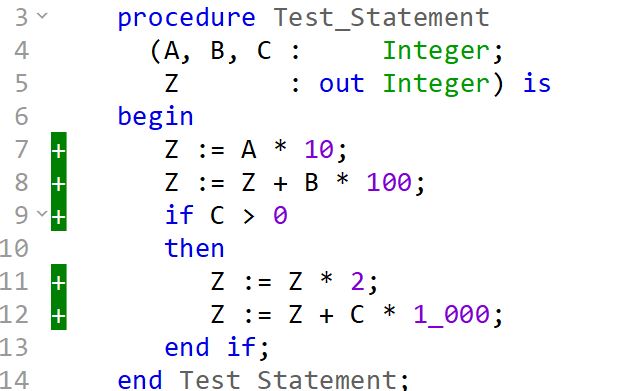 3 procedure Test_Statement
4 (A, B, C : Integer;
5 Z : out Integer) is
6 begin
7 + Z := A * 10;
8 + Z := Z + B * 100;
9 + if C > 0
10 then
11 + Z := Z * 2;
12 + Z := Z + C * 1_000;
13 end if;
14 end Test_Statement;